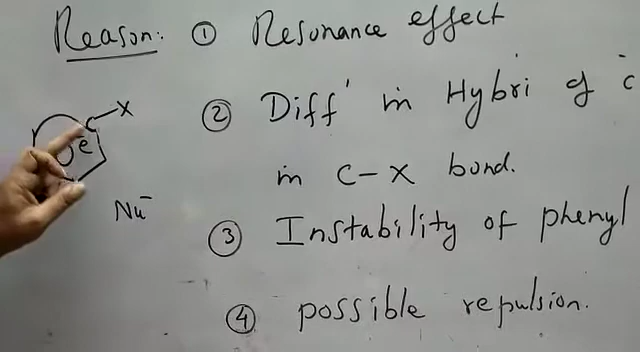 Reason: ① Resonance effect
② Diff' in Hybri of c
in C-X bond.
③ Instability of phenyl
④ possible repulsion.
C-X
e
Nu-